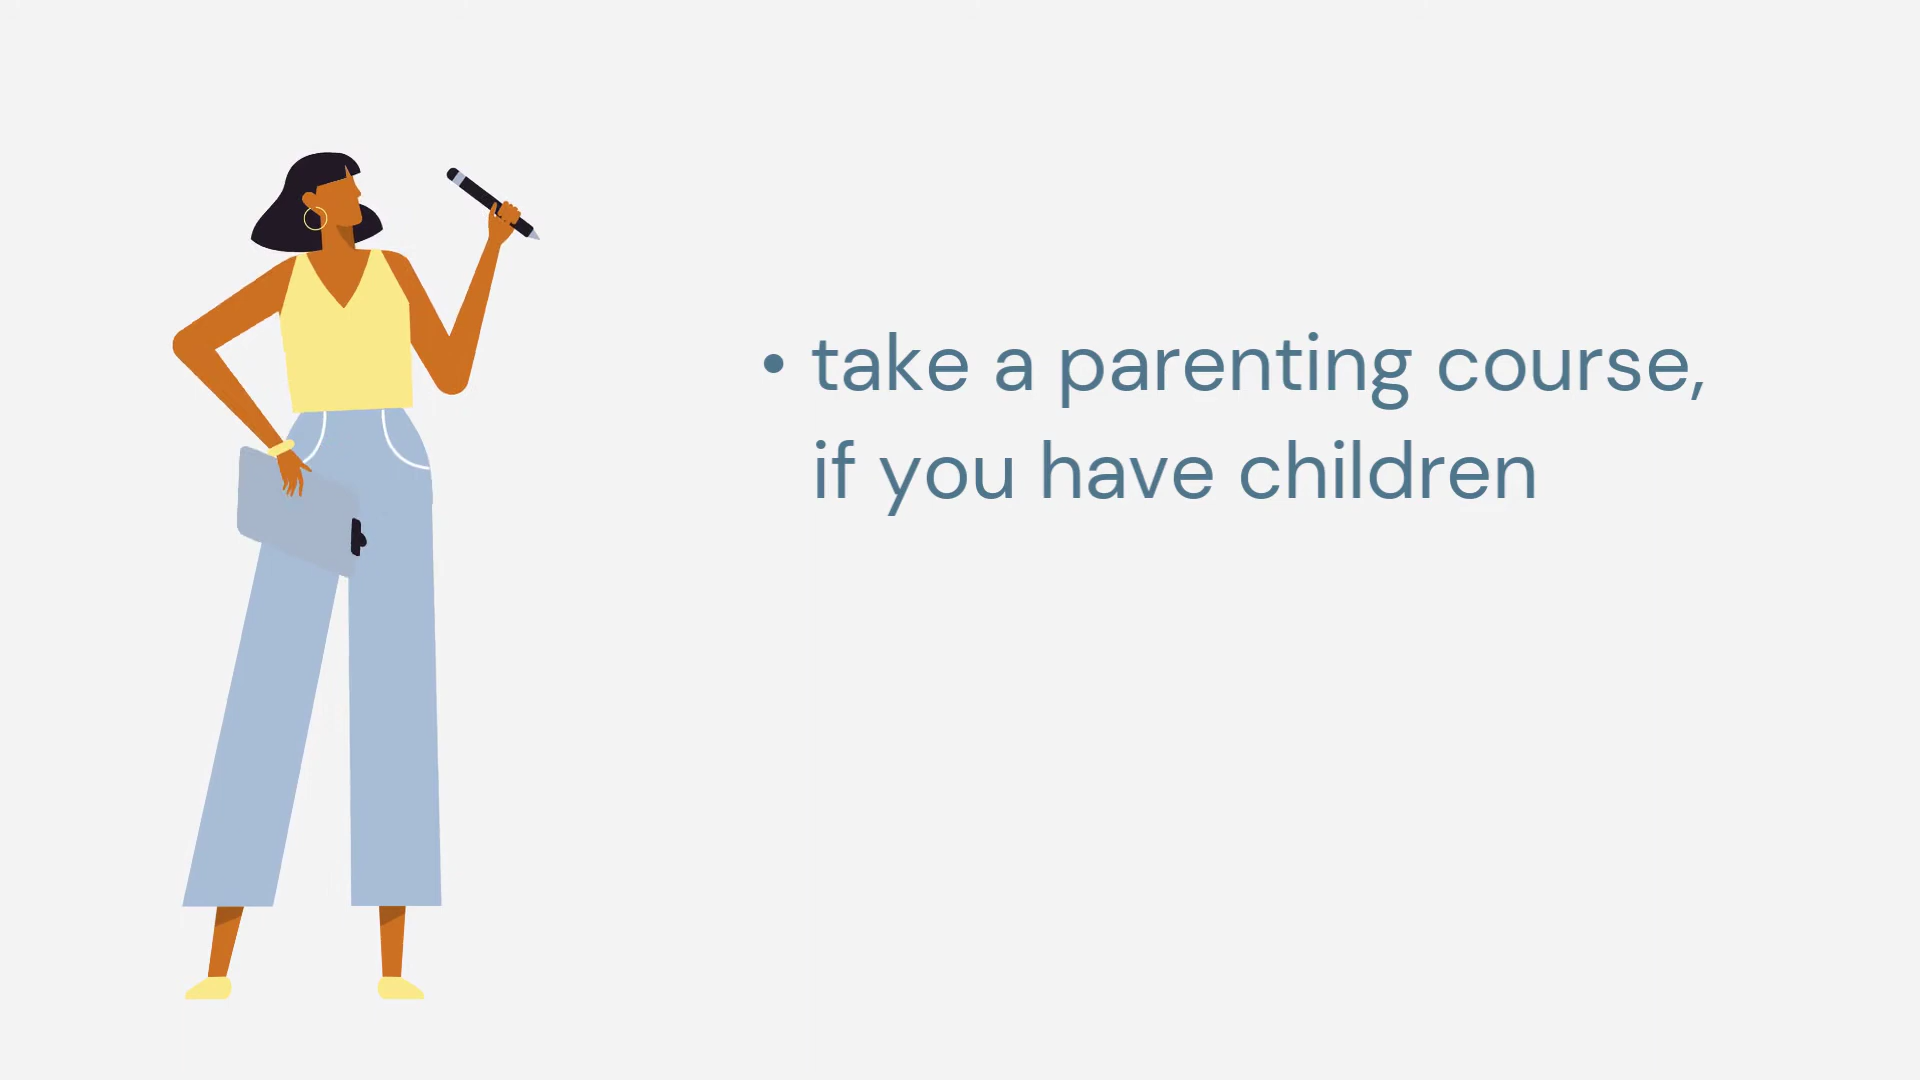 • take a parenting course,
if you have children